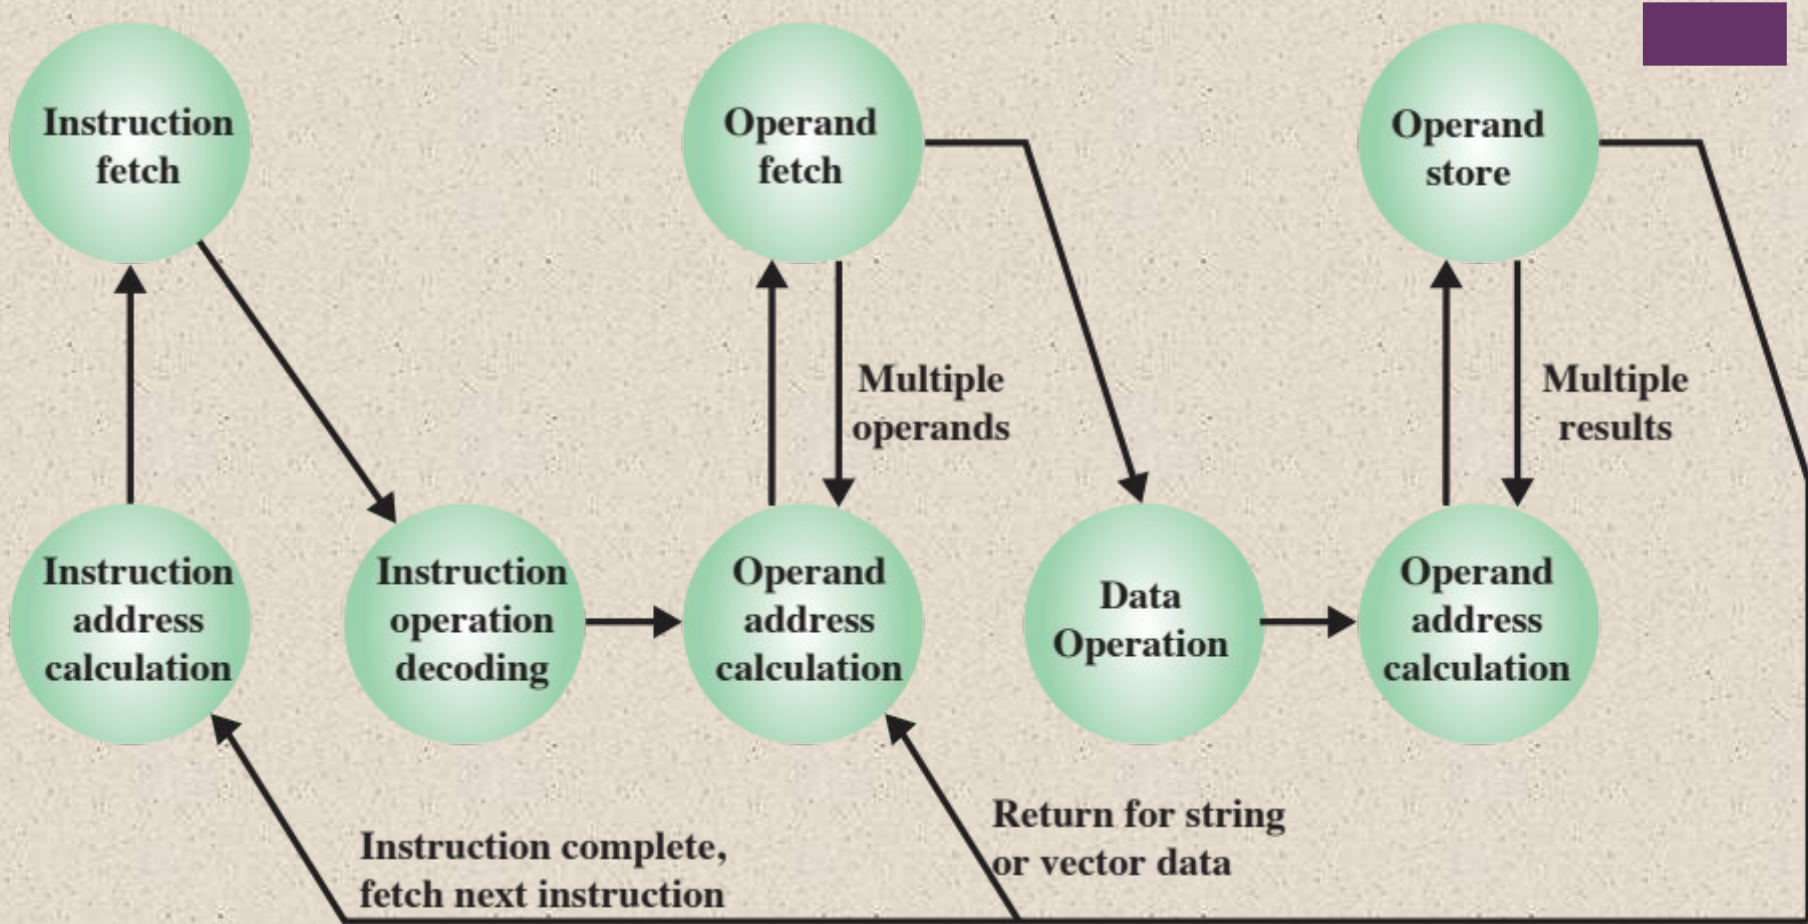 Instruction
fetch
Operand
fetch
Operand
store
Multiple
operands
Multiple
results
Instruction
address
calculation
Instruction
operation
decoding
Operand
address
calculation
Data
Operation
Operand
address
calculation
Instruction complete,
fetch next instruction
Return for string
or vector data